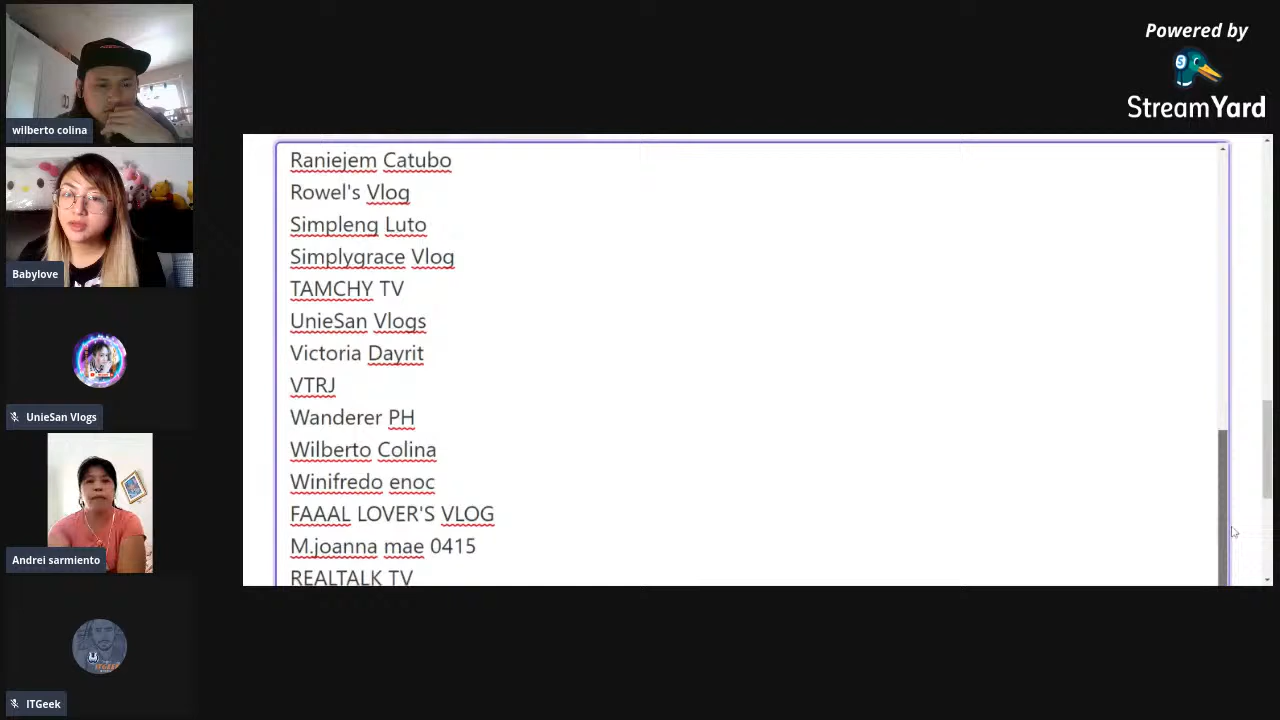 Powered by
StreamYard
wilberto colina
Babylove
UnieSan Vlogs
Andrei sarmiento
ITGeek
Raniejem Catubo
Rowel's Vlog
Simpleng Luto
Simplygrace Vlog
TAMCHY TV
UnieSan Vlogs
Victoria Dayrit
VTRJ
Wanderer PH
Wilberto Colina
Winifredo enoc
FAAAL LOVER'S VLOG
M.joanna mae 0415
REALTALK TV